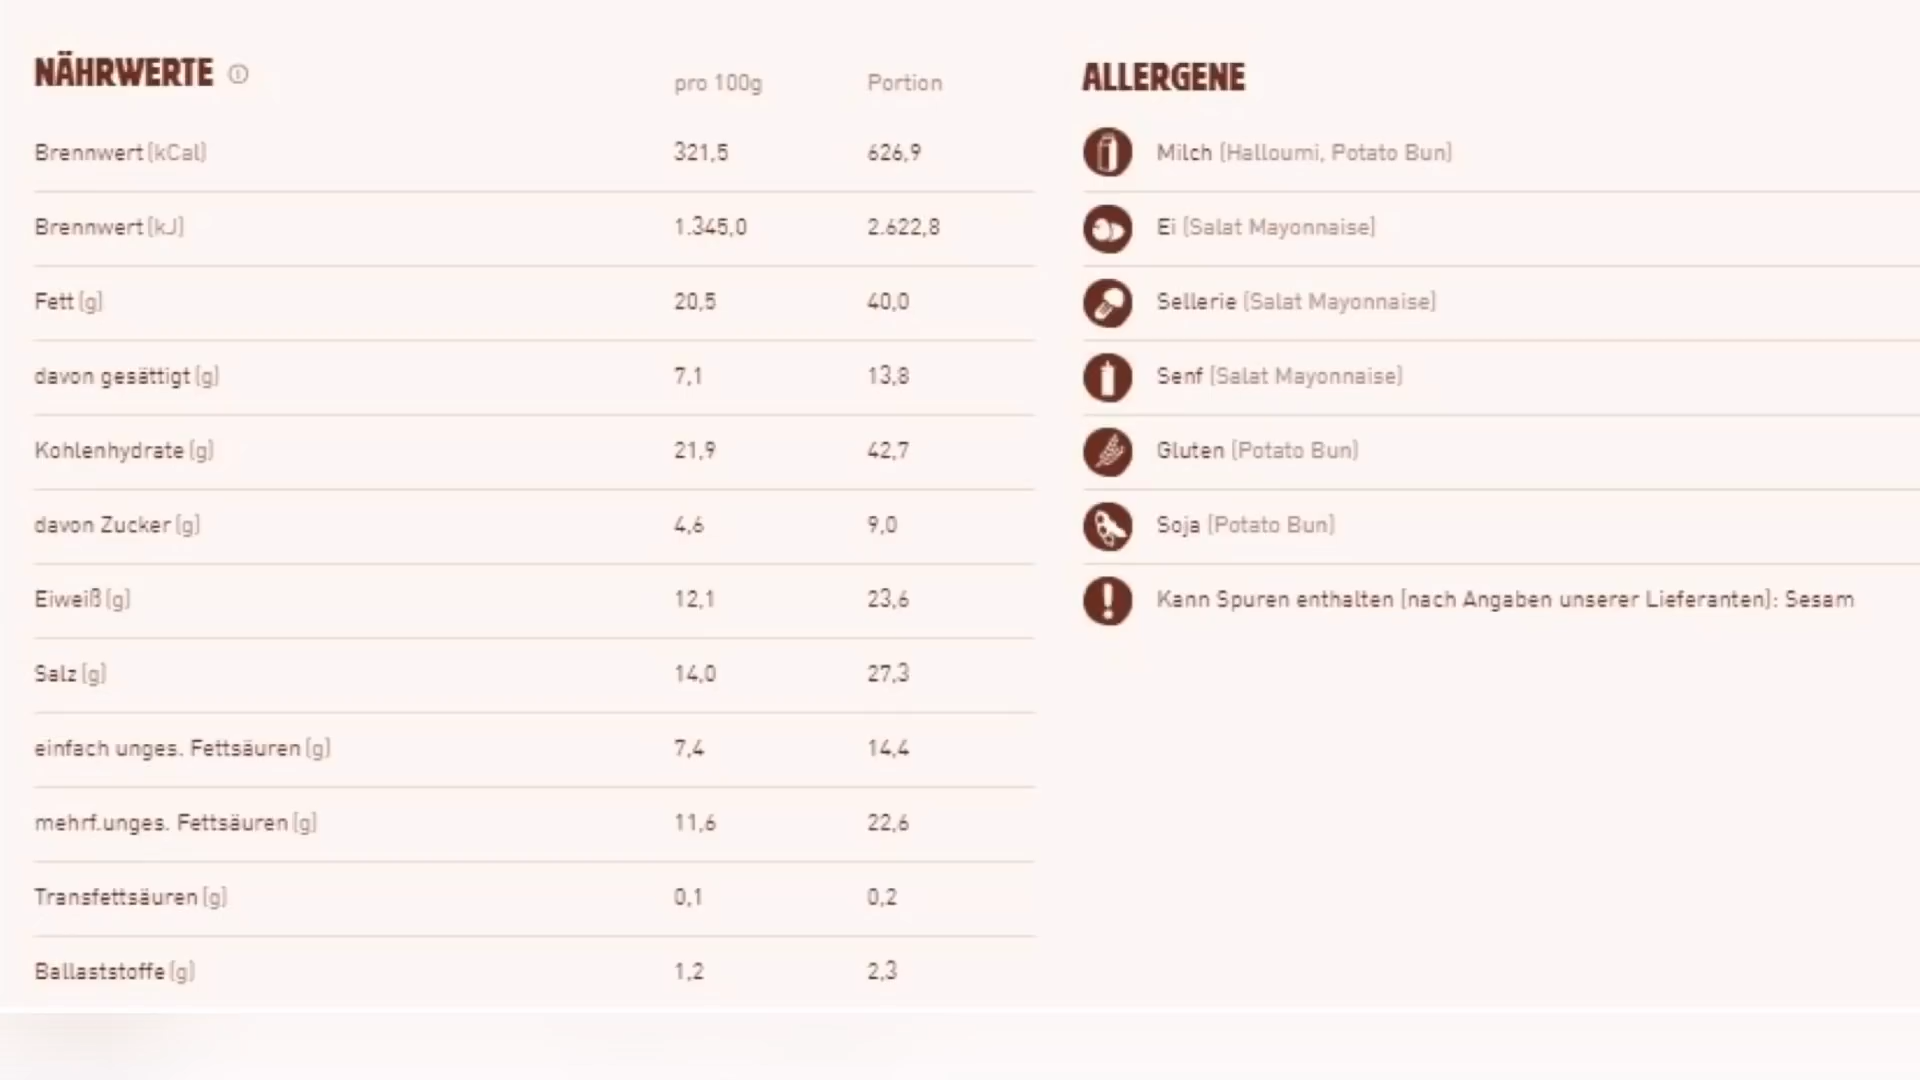 NÄHRWERTE
pro 100g Portion
Brennwert (kCal) 321,5 626,9
Brennwert (kJ) 1.345,0 2.622,8
Fett (g) 20,5 40,0
davon gesättigt (g) 7,1 13,8
Kohlenhydrate (g) 21,9 42,7
davon Zucker (g) 4,6 9,0
Eiweiß (g) 12,1 23,6
Salz (g) 14,0 27,3
einfach unges. Fettsäuren (g) 7,4 14,4
mehrf.unges. Fettsäuren (g) 11,6 22,6
Transfettsäuren (g) 0,1 0,2
Ballaststoffe (g) 1,2 2,3
ALLERGENE
Milch (Halloumi, Potato Bun)
Ei (Salat Mayonnaise)
Sellerie (Salat Mayonnaise)
Senf (Salat Mayonnaise)
Gluten (Potato Bun)
Soja (Potato Bun)
Kann Spuren enthalten (nach Angaben unserer Lieferanten): Sesam